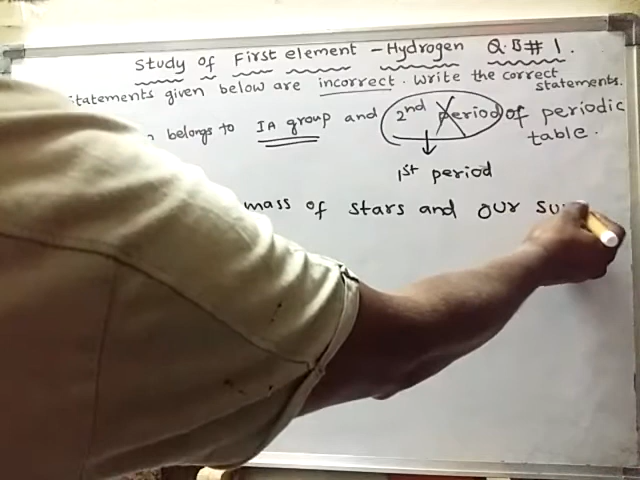 Study of First element - Hydrogen Q.B# 1.
statements given below are incorrect. Write the correct statements.
belongs to IA group and 2nd period of periodic table.
1st period
mass of stars and our